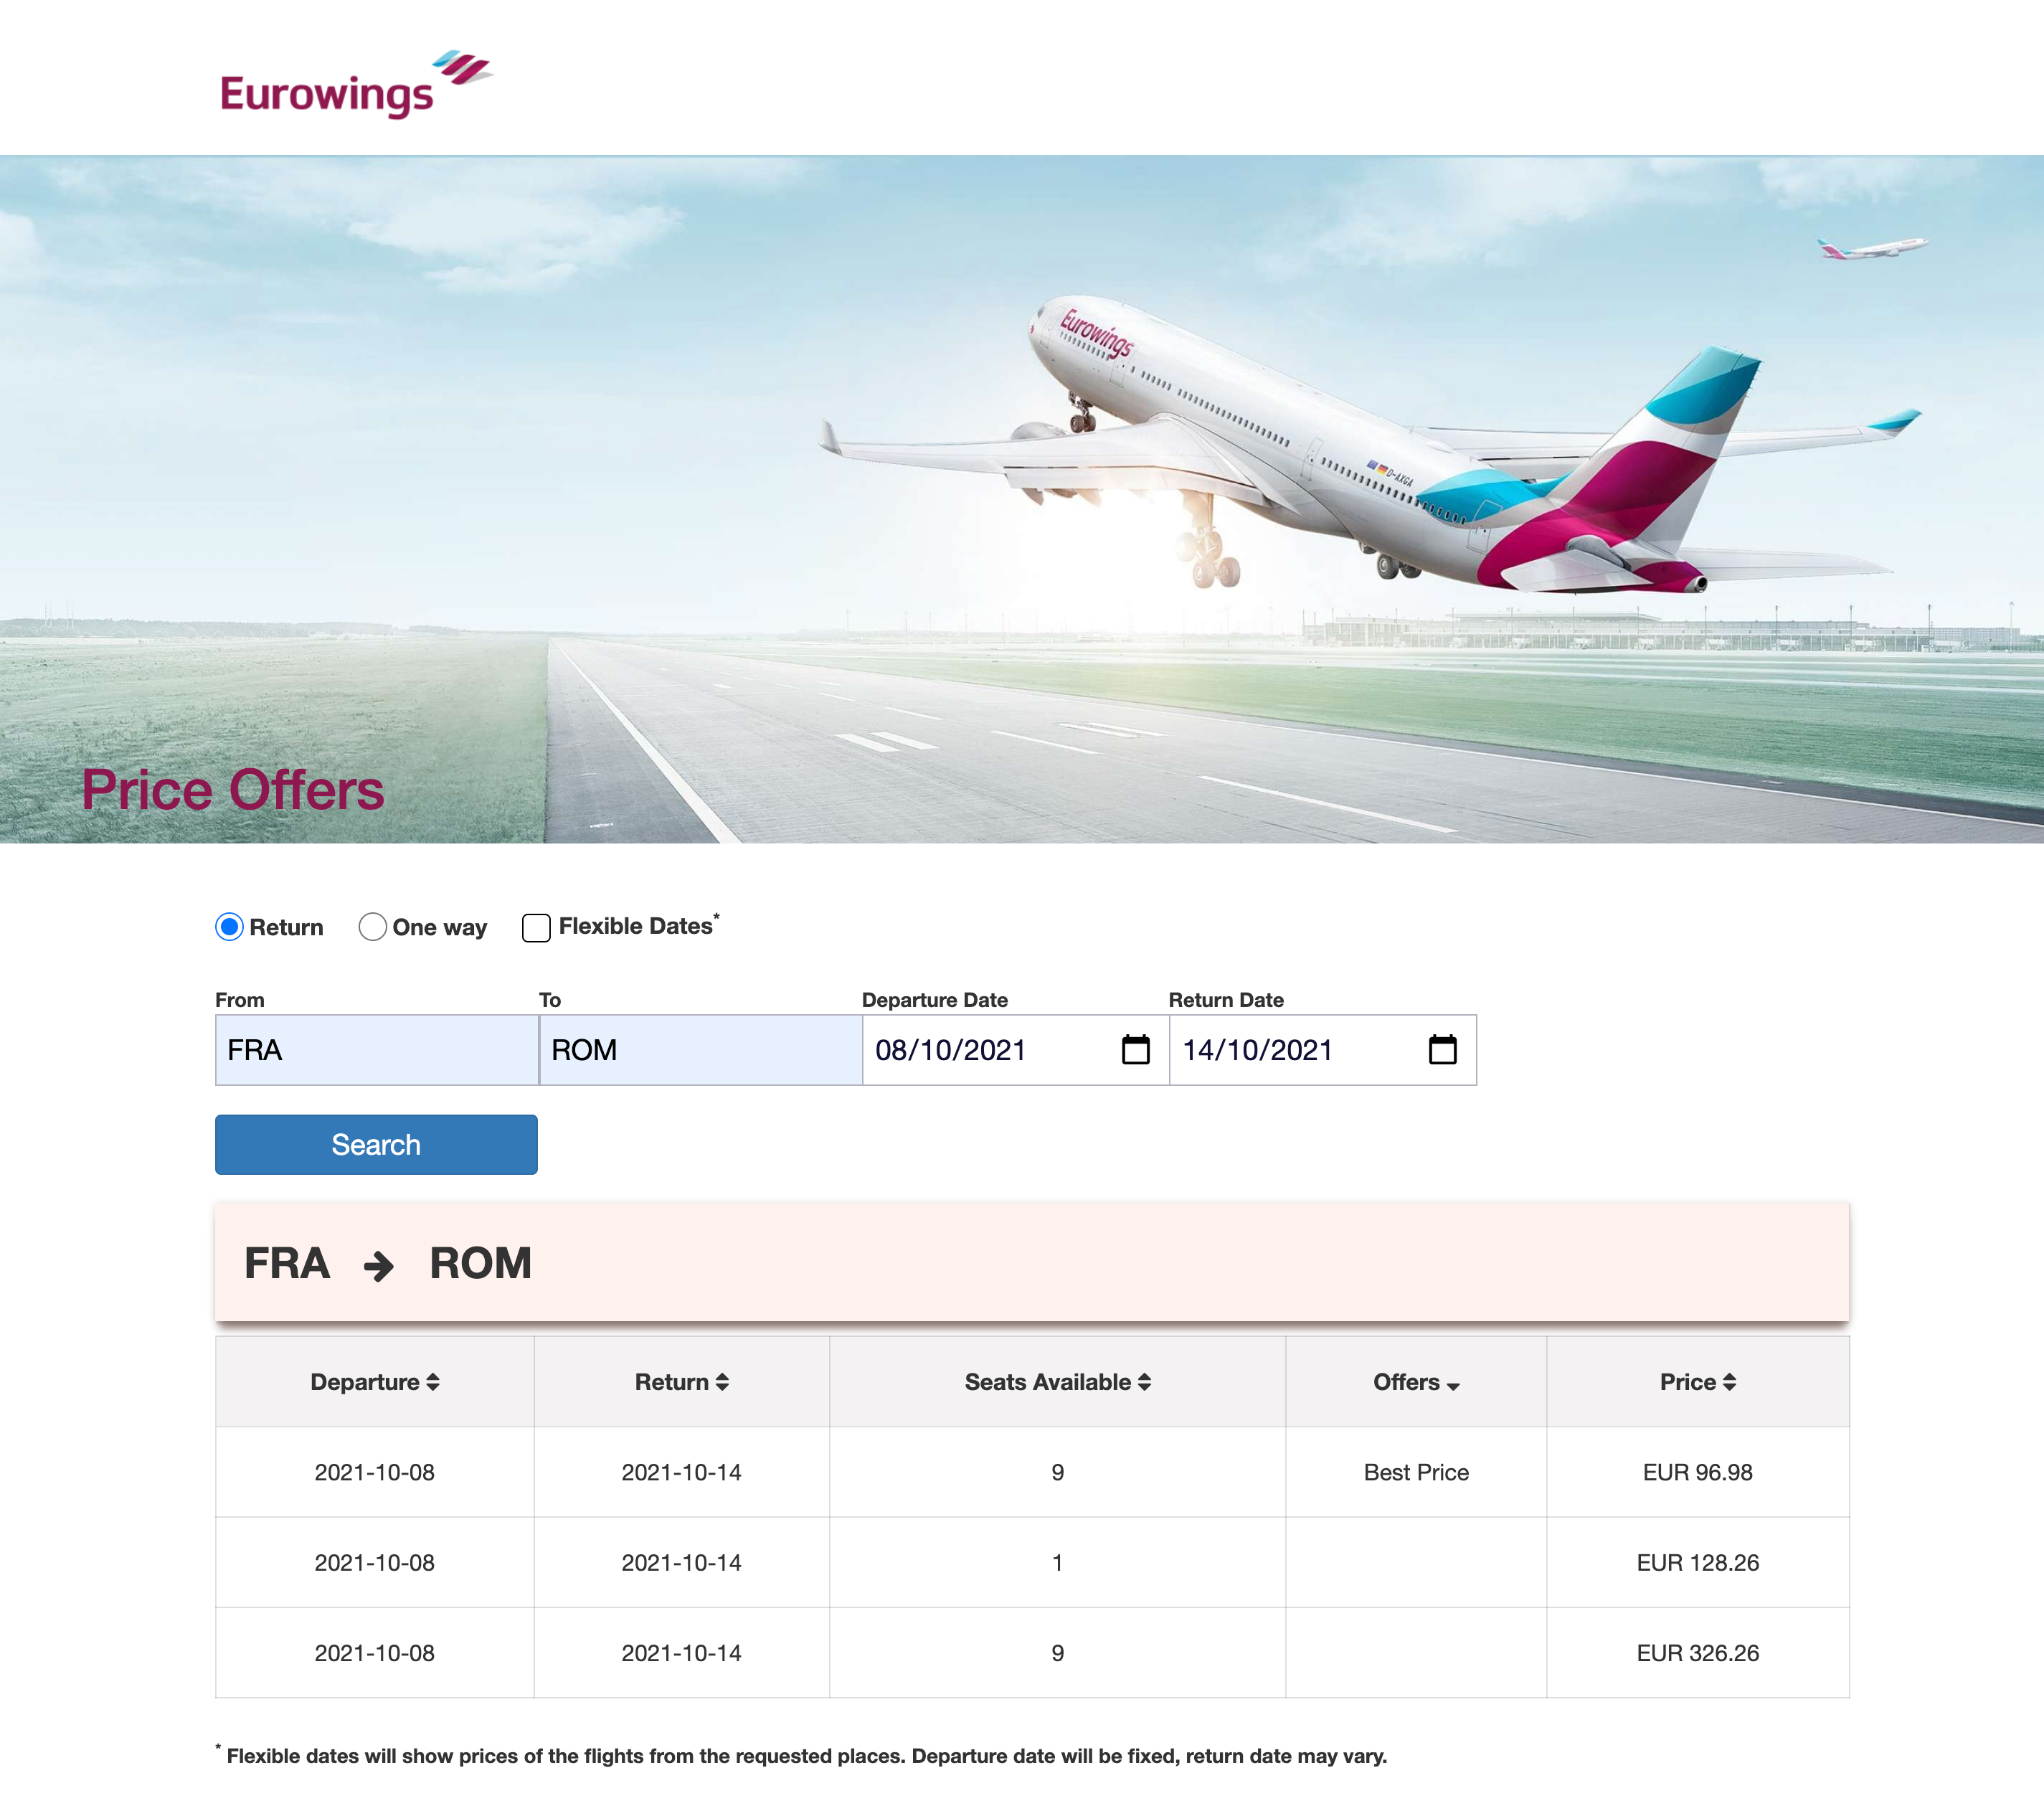 Eurowings
Eurowings
D-AXGA
Price Offers
Return One way Flexible Dates*
From To Departure Date Return Date
FRA ROM 08/10/2021 14/10/2021
Search
FRA → ROM
Departure Return Seats Available Offers Price
2021-10-08 2021-10-14 9 Best Price EUR 96.98
2021-10-08 2021-10-14 1 EUR 128.26
2021-10-08 2021-10-14 9 EUR 326.26
* Flexible dates will show prices of the flights from the requested places. Departure date will be fixed, return date may vary.